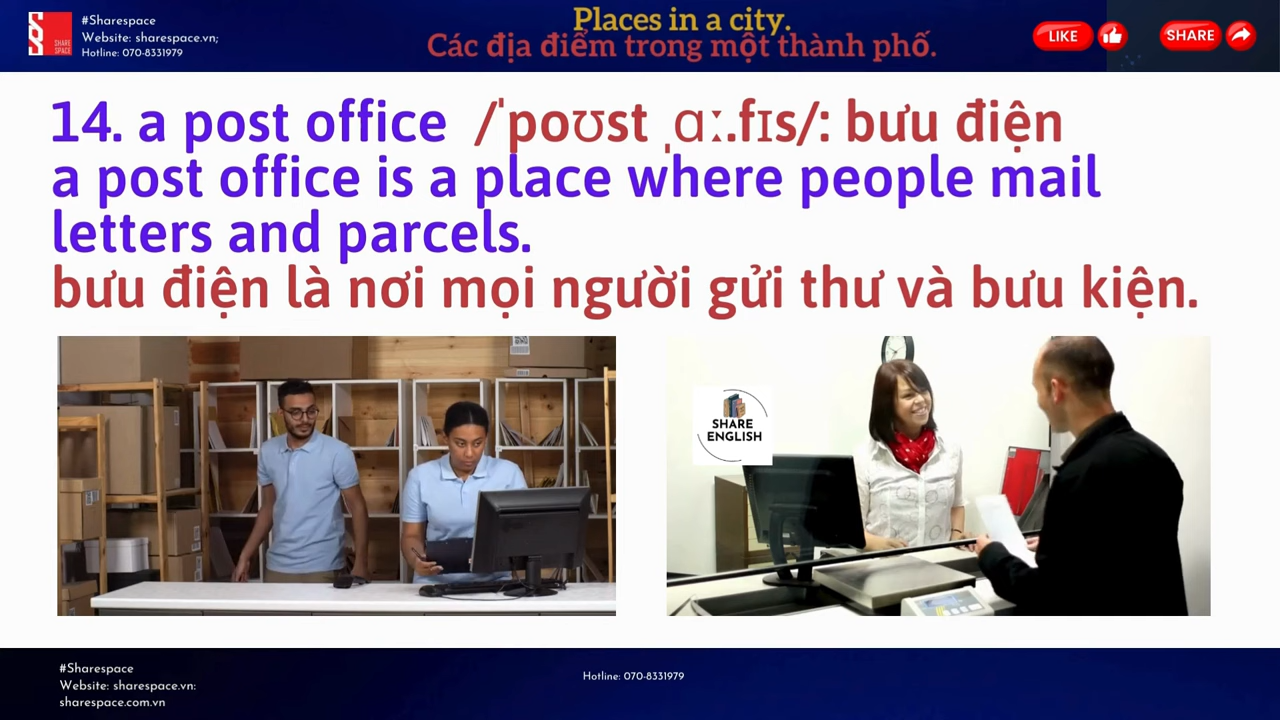 SHARE
SPACE
#Sharespace
Website: sharespace.vn;
Hotline: 070-8331979
Places in a city.
Các địa điểm trong một thành phố.
LIKE
SHARE
14. a post office /ˈpoʊst ˌɑː.fɪs/: bưu điện
a post office is a place where people mail
letters and parcels.
bưu điện là nơi mọi người gửi thư và bưu kiện.
SHARE
ENGLISH
#Sharespace
Website: sharespace.vn:
sharespace.com.vn
Hotline: 070-8331979